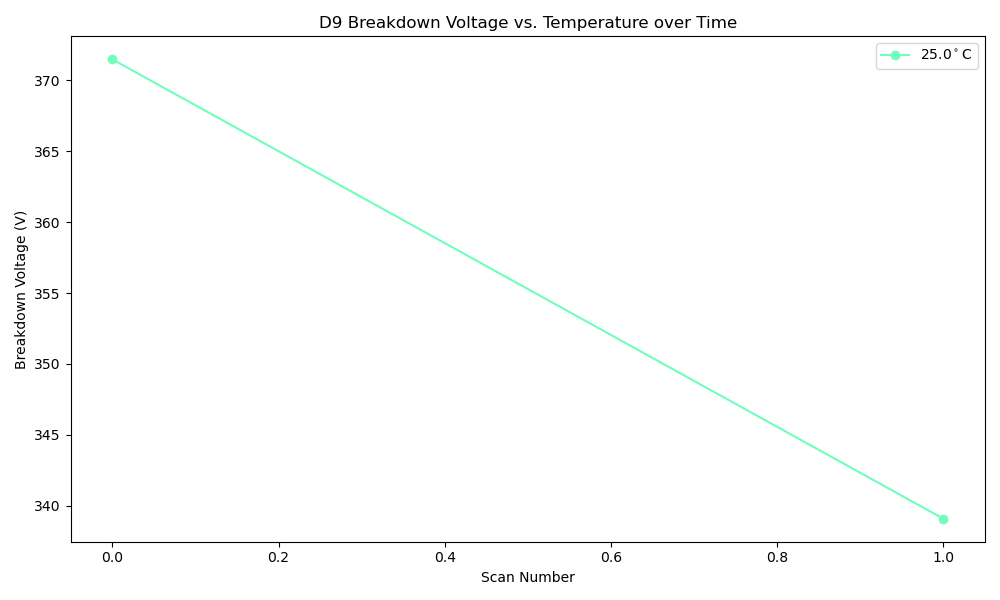 D9 Breakdown Voltage vs. Temperature over Time
25.0°C
370
365
360
355
350
345
340
Breakdown Voltage (V)
0.0 0.2 0.4 0.6 0.8 1.0
Scan Number